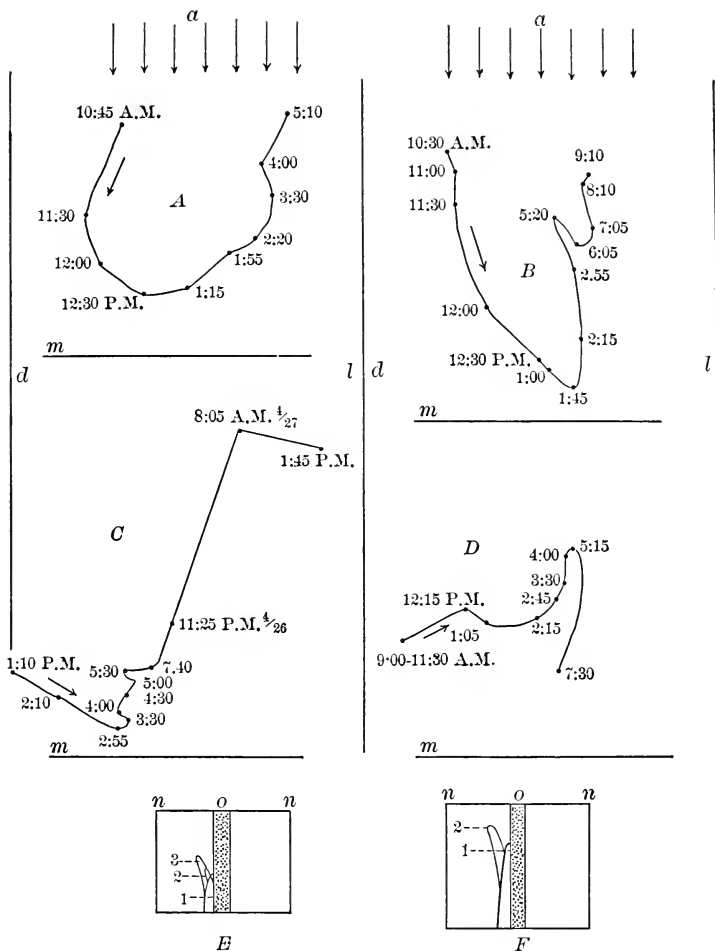 a
a
10:45 A.M.
5:10
10:30 A.M.
9:10
4:00
11:00
8:10
A
3:30
11:30
5:20
7:05
11:30
2:20
6:05
12:00
1:55
B
2.55
12:30 P.M.
1:15
12:00
2:15
m
12:30 P.M.
d
l
d
1:00
l
1:45
8:05 A.M. 4/27
m
1:45 P.M.
C
D
4:00
5:15
12:15 P.M.
3:30
11:25 P.M. 4/26
2:45
1:05
2:15
1:10 P.M.
5:30
7.40
9:00-11:30 A.M.
7:30
5:00
2:10
4:30
4:00
3:30
2:55
m
m
n
o
n
n
o
n
3
2
1
2
1
E
F